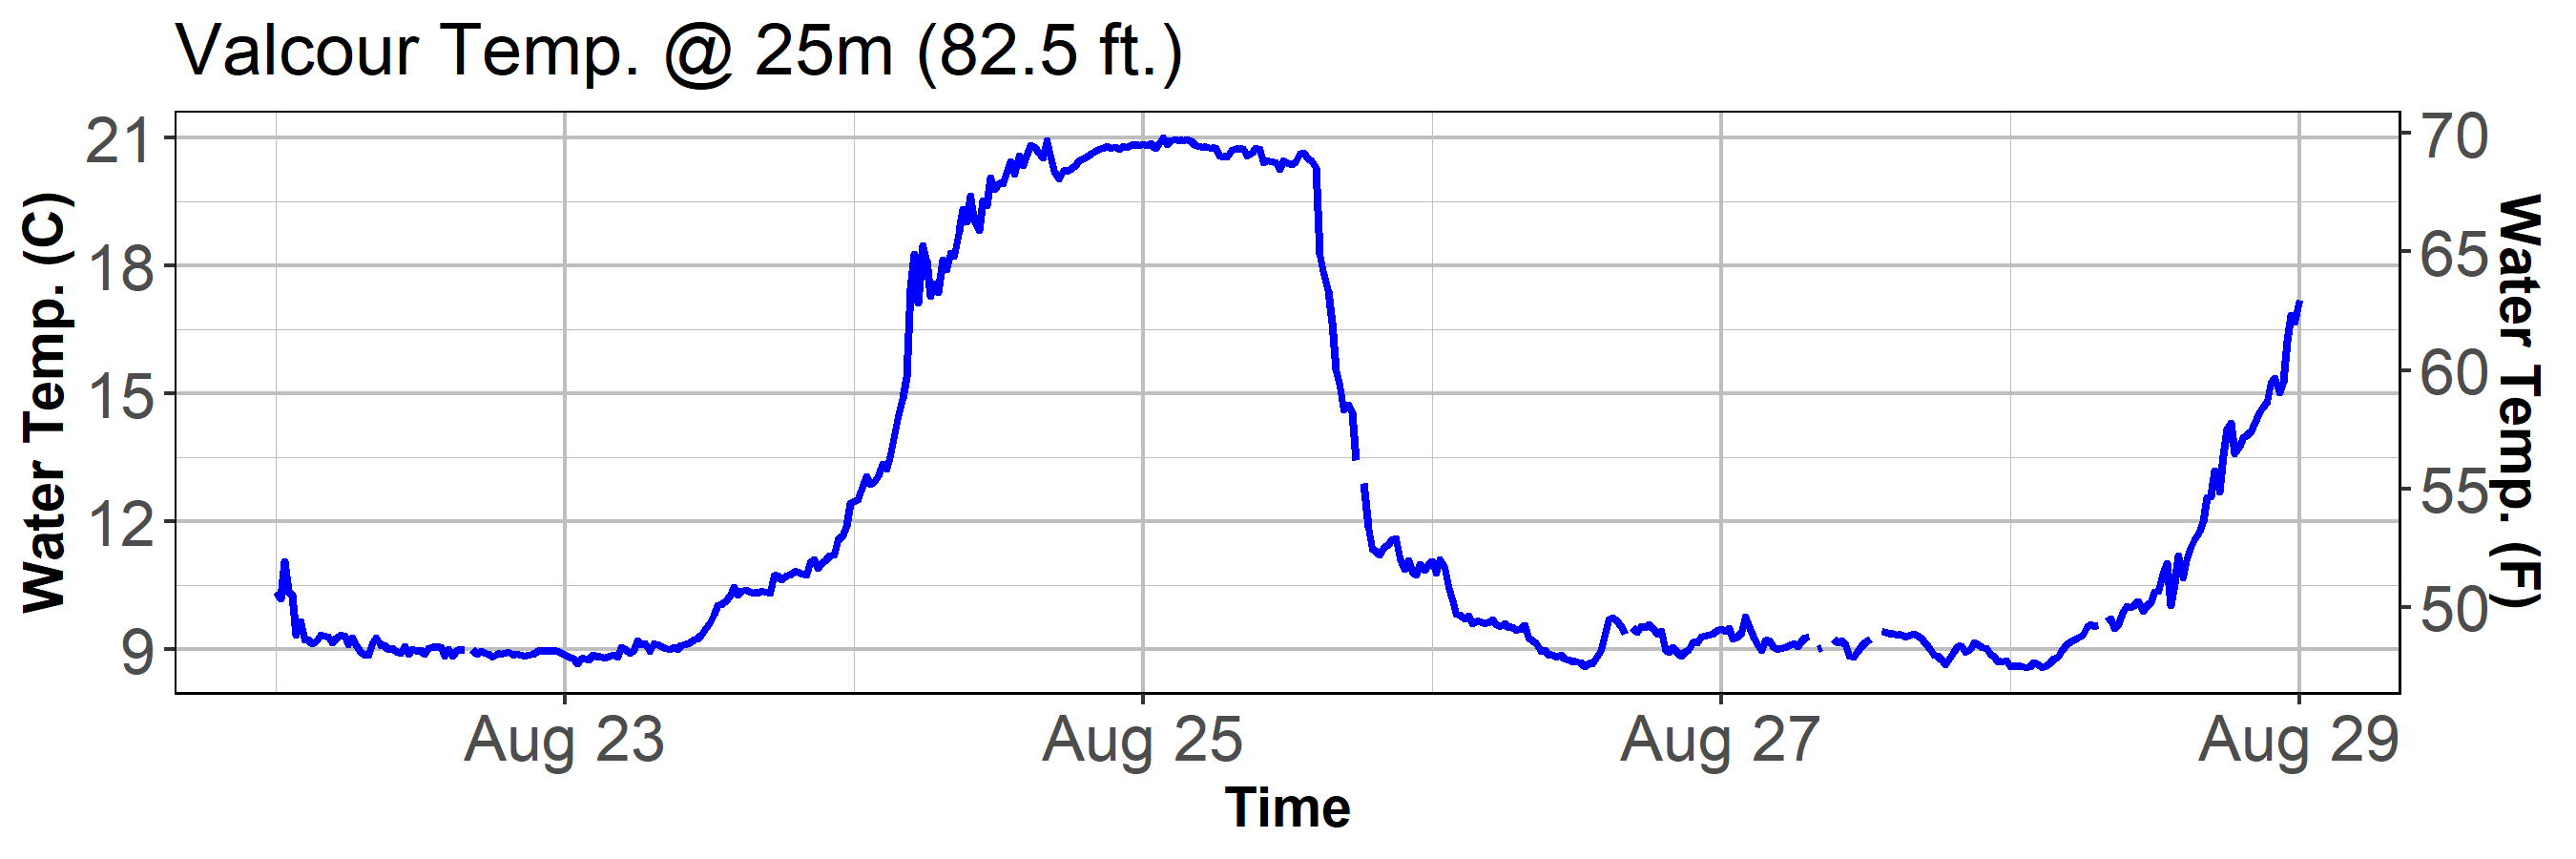 Valcour Temp. @ 25m (82.5 ft.)
Water Temp. (C)
21
18
15
12
9
70
65
60
55
50
Water Temp. (F)
Aug 23 Aug 25 Aug 27 Aug 29
Time